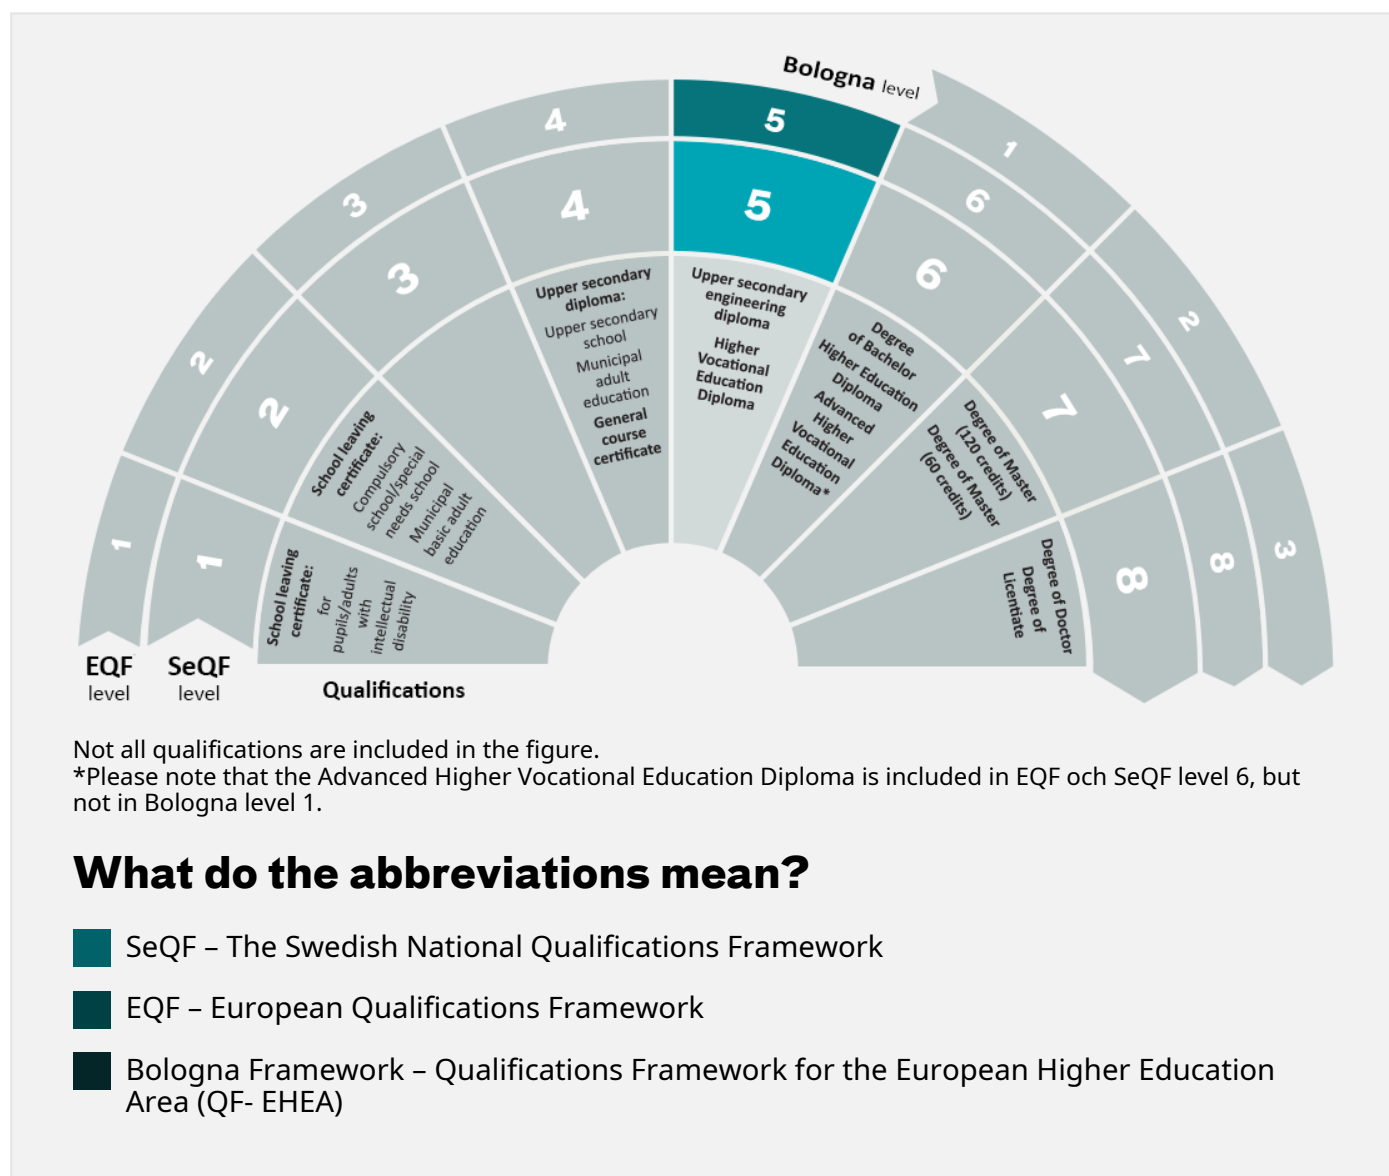 Bologna level
1
2
3
4
5
1
2
3
6
7
8
1
2
3
4
5
6
7
8
School leaving
certificate:
for
pupils/adults
with
intellectual
disability
School leaving
certificate:
Compulsory
school/special
needs school
Municipal
basic adult
education
Upper secondary
diploma:
Upper secondary
school
Municipal
adult
education
General
course
certificate
Upper secondary
engineering
diploma
Higher
Vocational
Education
Diploma
Degree
of Bachelor
Higher Education
Diploma
Advanced
Higher
Vocational
Education
Diploma*
Degree of Master
(120 credits)
Degree of Master
(60 credits)
Degree of Doctor
Degree of
Licentiate
EQF
level
SeQF
level
Qualifications
Not all qualifications are included in the figure.
*Please note that the Advanced Higher Vocational Education Diploma is included in EQF och SeQF level 6, but
not in Bologna level 1.
What do the abbreviations mean?
SeQF – The Swedish National Qualifications Framework
EQF – European Qualifications Framework
Bologna Framework – Qualifications Framework for the European Higher Education
Area (QF- EHEA)